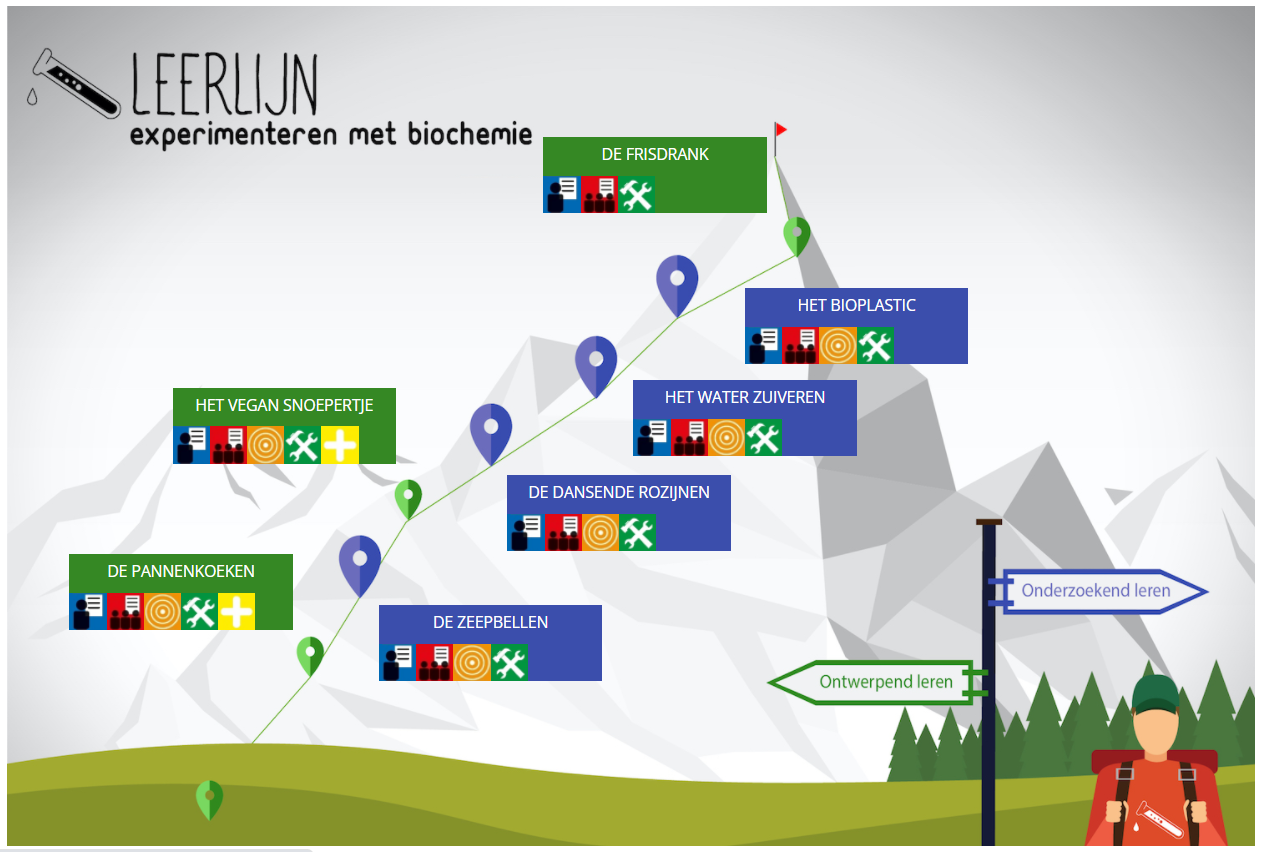 LEERLIJN
experimenteren met biochemie
DE FRISDRANK
HET BIOPLASTIC
HET WATER ZUIVEREN
HET VEGAN SNOEPERTJE
DE DANSENDE ROZIJNEN
DE PANNENKOEKEN
DE ZEEPBELLEN
Onderzoekend leren
Ontwerpend leren